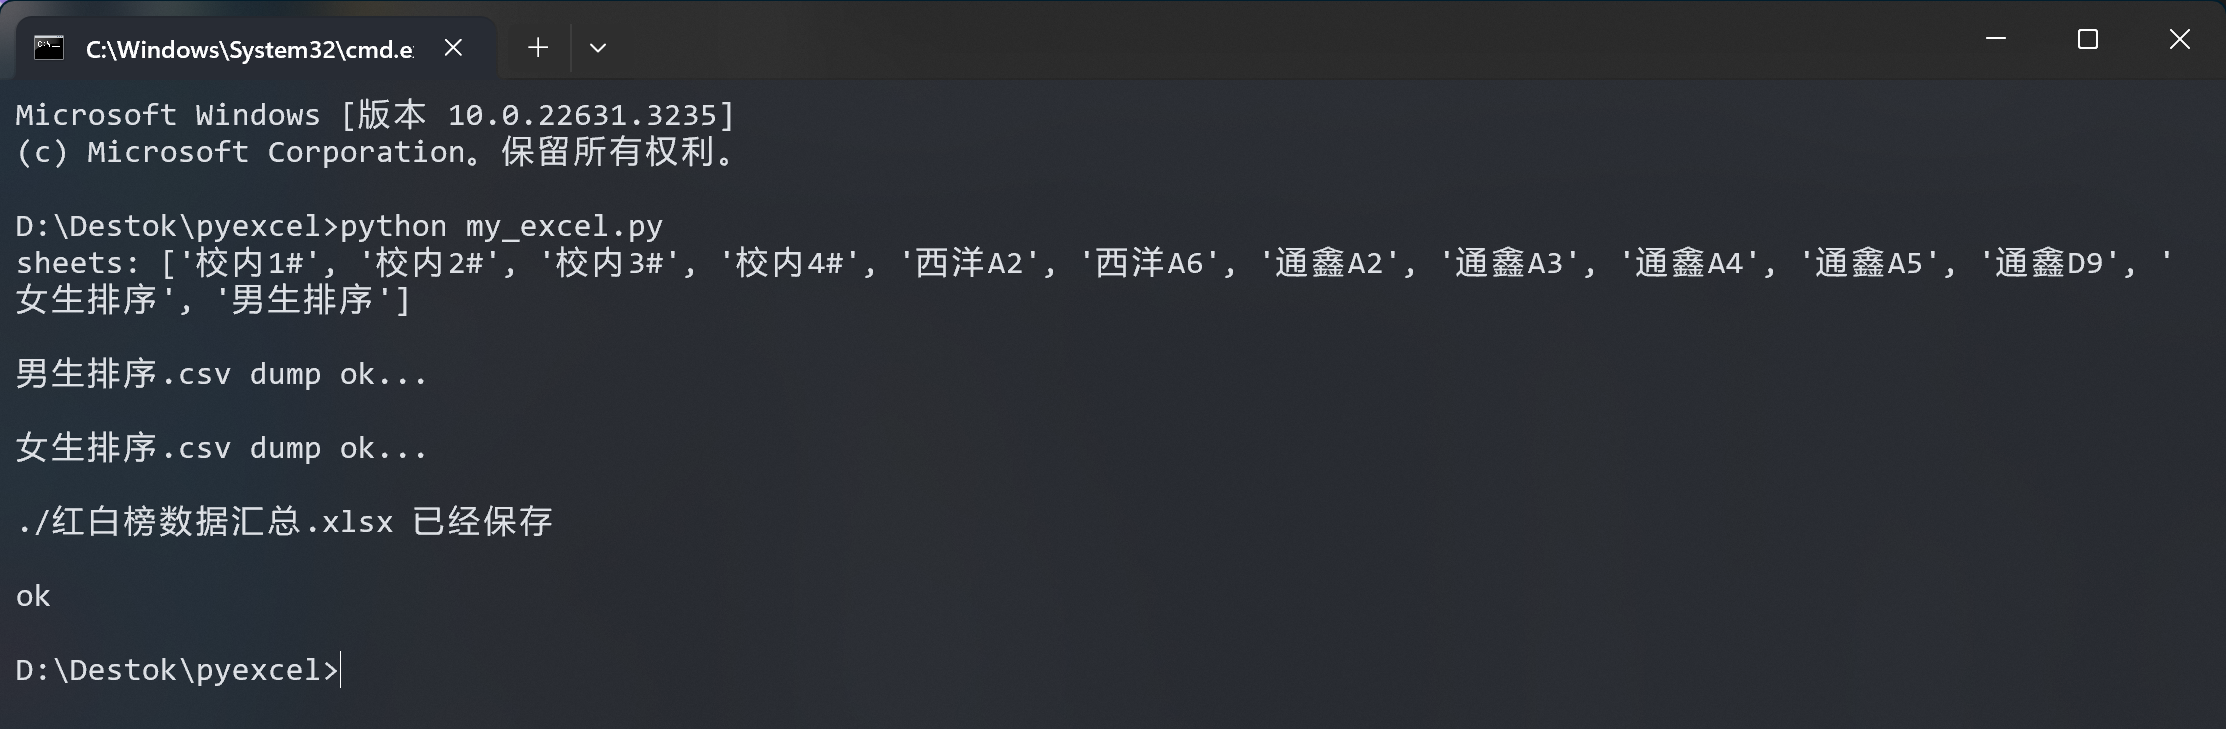 C:\Windows\System32\cmd.e
Microsoft Windows [版本 10.0.22631.3235]
(c) Microsoft Corporation。保留所有权利。
D:\Destok\pyexcel>python my_excel.py
sheets: ['校内1#', '校内2#', '校内3#', '校内4#', '西洋A2', '西洋A6', '通鑫A2', '通鑫A3', '通鑫A4', '通鑫A5', '通鑫D9', '
女生排序', '男生排序']
男生排序.csv dump ok...
女生排序.csv dump ok...
./红白榜数据汇总.xlsx 已经保存
ok
D:\Destok\pyexcel>